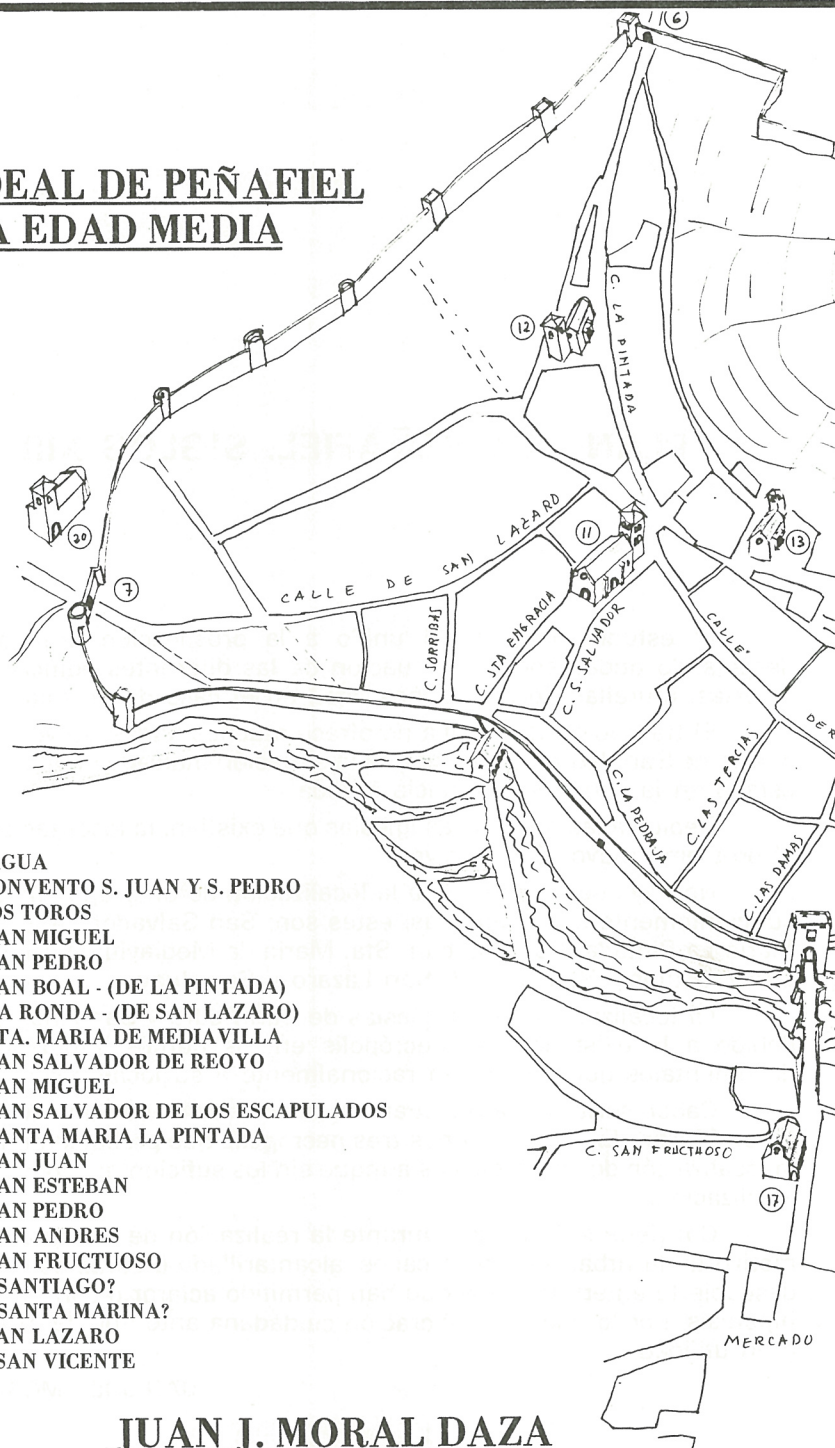 DEAL DE PEÑAFIEL
A EDAD MEDIA
6
12
C. LA PINTADA
20
7
CALLE DE SAN LAZARO
11
13
C. SORRIBAS
C. STA ENGRACIA
C. S. SALVADOR
CALLE
DE R
C. LA PEDRAJA
C. LAS TERCIAS
C. LAS DAMAS
AGUA
ONVENTO S. JUAN Y S. PEDRO
OS TOROS
AN MIGUEL
AN PEDRO
AN BOAL - (DE LA PINTADA)
A RONDA - (DE SAN LAZARO)
TA. MARIA DE MEDIAVILLA
AN SALVADOR DE REOYO
AN MIGUEL
AN SALVADOR DE LOS ESCAPULADOS
ANTA MARIA LA PINTADA
AN JUAN
AN ESTEBAN
AN PEDRO
AN ANDRES
AN FRUCTUOSO
SANTIAGO?
SANTA MARINA?
AN LAZARO
SAN VICENTE
C. SAN FRUCTUOSO
17
MERCADO
JUAN J. MORAL DAZA